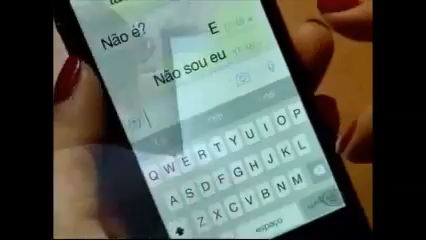 Não é?
E
Não sou eu
Q W E R T Y U I O P
A S D F G H J K L
Z X C V B N M
espaço